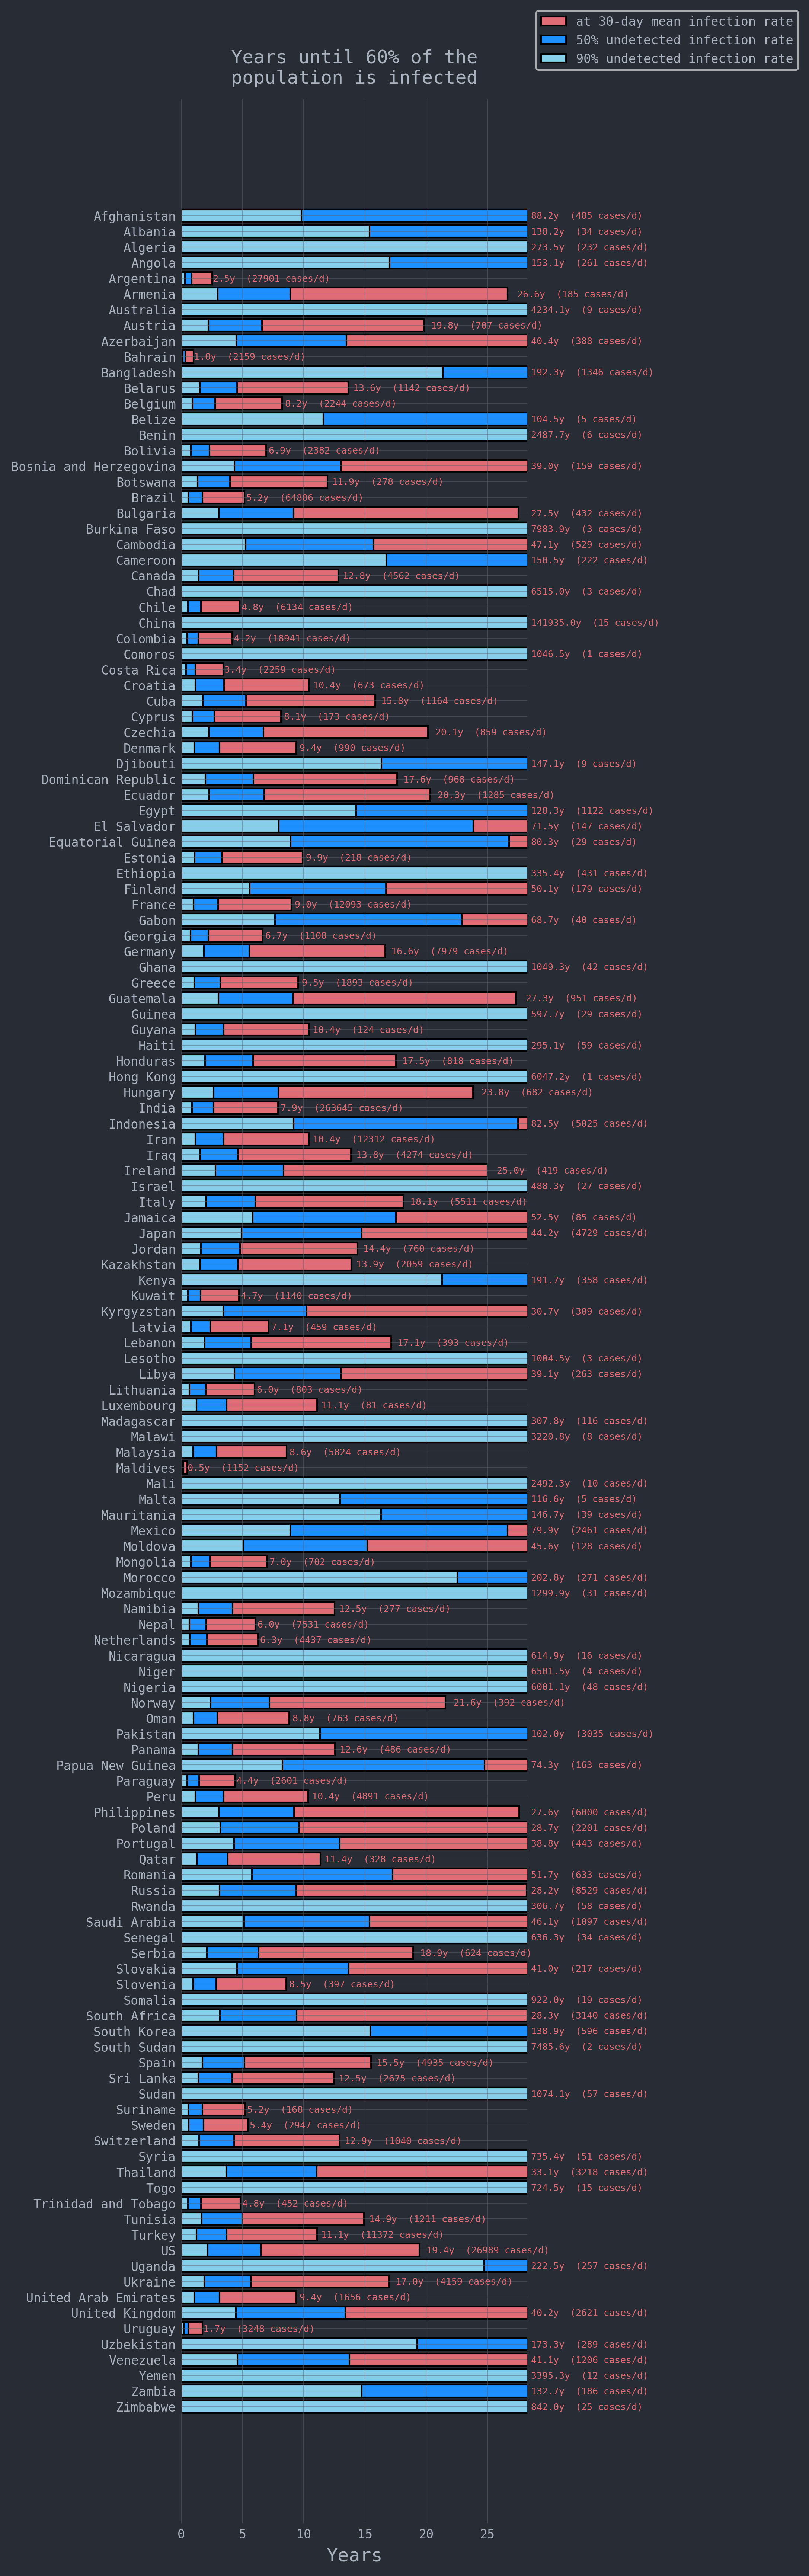 at 30-day mean infection rate
50% undetected infection rate
90% undetected infection rate
Years until 60% of the
population is infected
Afghanistan 88.2y (485 cases/d)
Albania 138.2y (34 cases/d)
Algeria 273.5y (232 cases/d)
Angola 153.1y (261 cases/d)
Argentina 2.5y (27901 cases/d)
Armenia 26.6y (185 cases/d)
Australia 4234.1y (9 cases/d)
Austria 19.8y (707 cases/d)
Azerbaijan 40.4y (388 cases/d)
Bahrain 1.0y (2159 cases/d)
Bangladesh 192.3y (1346 cases/d)
Belarus 13.6y (1142 cases/d)
Belgium 8.2y (2244 cases/d)
Belize 104.5y (5 cases/d)
Benin 2487.7y (6 cases/d)
Bolivia 6.9y (2382 cases/d)
Bosnia and Herzegovina 39.0y (159 cases/d)
Botswana 11.9y (278 cases/d)
Brazil 5.2y (64886 cases/d)
Bulgaria 27.5y (432 cases/d)
Burkina Faso 7983.9y (3 cases/d)
Cambodia 47.1y (529 cases/d)
Cameroon 150.5y (222 cases/d)
Canada 12.8y (4562 cases/d)
Chad 6515.0y (3 cases/d)
Chile 4.8y (6134 cases/d)
China 141935.0y (15 cases/d)
Colombia 4.2y (18941 cases/d)
Comoros 1046.5y (1 cases/d)
Costa Rica 3.4y (2259 cases/d)
Croatia 10.4y (673 cases/d)
Cuba 15.8y (1164 cases/d)
Cyprus 8.1y (173 cases/d)
Czechia 20.1y (859 cases/d)
Denmark 9.4y (990 cases/d)
Djibouti 147.1y (9 cases/d)
Dominican Republic 17.6y (968 cases/d)
Ecuador 20.3y (1285 cases/d)
Egypt 128.3y (1122 cases/d)
El Salvador 71.5y (147 cases/d)
Equatorial Guinea 80.3y (29 cases/d)
Estonia 9.9y (218 cases/d)
Ethiopia 335.4y (431 cases/d)
Finland 50.1y (179 cases/d)
France 9.0y (12093 cases/d)
Gabon 68.7y (40 cases/d)
Georgia 6.7y (1108 cases/d)
Germany 16.6y (7979 cases/d)
Ghana 1049.3y (42 cases/d)
Greece 9.5y (1893 cases/d)
Guatemala 27.3y (951 cases/d)
Guinea 597.7y (29 cases/d)
Guyana 10.4y (124 cases/d)
Haiti 295.1y (59 cases/d)
Honduras 17.5y (818 cases/d)
Hong Kong 6047.2y (1 cases/d)
Hungary 23.8y (682 cases/d)
India 7.9y (263645 cases/d)
Indonesia 82.5y (5025 cases/d)
Iran 10.4y (12312 cases/d)
Iraq 13.8y (4274 cases/d)
Ireland 25.0y (419 cases/d)
Israel 488.3y (27 cases/d)
Italy 18.1y (5511 cases/d)
Jamaica 52.5y (85 cases/d)
Japan 44.2y (4729 cases/d)
Jordan 14.4y (760 cases/d)
Kazakhstan 13.9y (2059 cases/d)
Kenya 191.7y (358 cases/d)
Kuwait 4.7y (1140 cases/d)
Kyrgyzstan 30.7y (309 cases/d)
Latvia 7.1y (459 cases/d)
Lebanon 17.1y (393 cases/d)
Lesotho 1004.5y (3 cases/d)
Libya 39.1y (263 cases/d)
Lithuania 6.0y (803 cases/d)
Luxembourg 11.1y (81 cases/d)
Madagascar 307.8y (116 cases/d)
Malawi 3220.8y (8 cases/d)
Malaysia 8.6y (5824 cases/d)
Maldives 0.5y (1152 cases/d)
Mali 2492.3y (10 cases/d)
Malta 116.6y (5 cases/d)
Mauritania 146.7y (39 cases/d)
Mexico 79.9y (2461 cases/d)
Moldova 45.6y (128 cases/d)
Mongolia 7.0y (702 cases/d)
Morocco 202.8y (271 cases/d)
Mozambique 1299.9y (31 cases/d)
Namibia 12.5y (277 cases/d)
Nepal 6.0y (7531 cases/d)
Netherlands 6.3y (4437 cases/d)
Nicaragua 614.9y (16 cases/d)
Niger 6501.5y (4 cases/d)
Nigeria 6001.1y (48 cases/d)
Norway 21.6y (392 cases/d)
Oman 8.8y (763 cases/d)
Pakistan 102.0y (3035 cases/d)
Panama 12.6y (486 cases/d)
Papua New Guinea 74.3y (163 cases/d)
Paraguay 4.4y (2601 cases/d)
Peru 10.4y (4891 cases/d)
Philippines 27.6y (6000 cases/d)
Poland 28.7y (2201 cases/d)
Portugal 38.8y (443 cases/d)
Qatar 11.4y (328 cases/d)
Romania 51.7y (633 cases/d)
Russia 28.2y (8529 cases/d)
Rwanda 306.7y (58 cases/d)
Saudi Arabia 46.1y (1097 cases/d)
Senegal 636.3y (34 cases/d)
Serbia 18.9y (624 cases/d)
Slovakia 41.0y (217 cases/d)
Slovenia 8.5y (397 cases/d)
Somalia 922.0y (19 cases/d)
South Africa 28.3y (3140 cases/d)
South Korea 138.9y (596 cases/d)
South Sudan 7485.6y (2 cases/d)
Spain 15.5y (4935 cases/d)
Sri Lanka 12.5y (2675 cases/d)
Sudan 1074.1y (57 cases/d)
Suriname 5.2y (168 cases/d)
Sweden 5.4y (2947 cases/d)
Switzerland 12.9y (1040 cases/d)
Syria 735.4y (51 cases/d)
Thailand 33.1y (3218 cases/d)
Togo 724.5y (15 cases/d)
Trinidad and Tobago 4.8y (452 cases/d)
Tunisia 14.9y (1211 cases/d)
Turkey 11.1y (11372 cases/d)
US 19.4y (26989 cases/d)
Uganda 222.5y (257 cases/d)
Ukraine 17.0y (4159 cases/d)
United Arab Emirates 9.4y (1656 cases/d)
United Kingdom 40.2y (2621 cases/d)
Uruguay 1.7y (3248 cases/d)
Uzbekistan 173.3y (289 cases/d)
Venezuela 41.1y (1206 cases/d)
Yemen 3395.3y (12 cases/d)
Zambia 132.7y (186 cases/d)
Zimbabwe 842.0y (25 cases/d)
0 5 10 15 20 25
Years